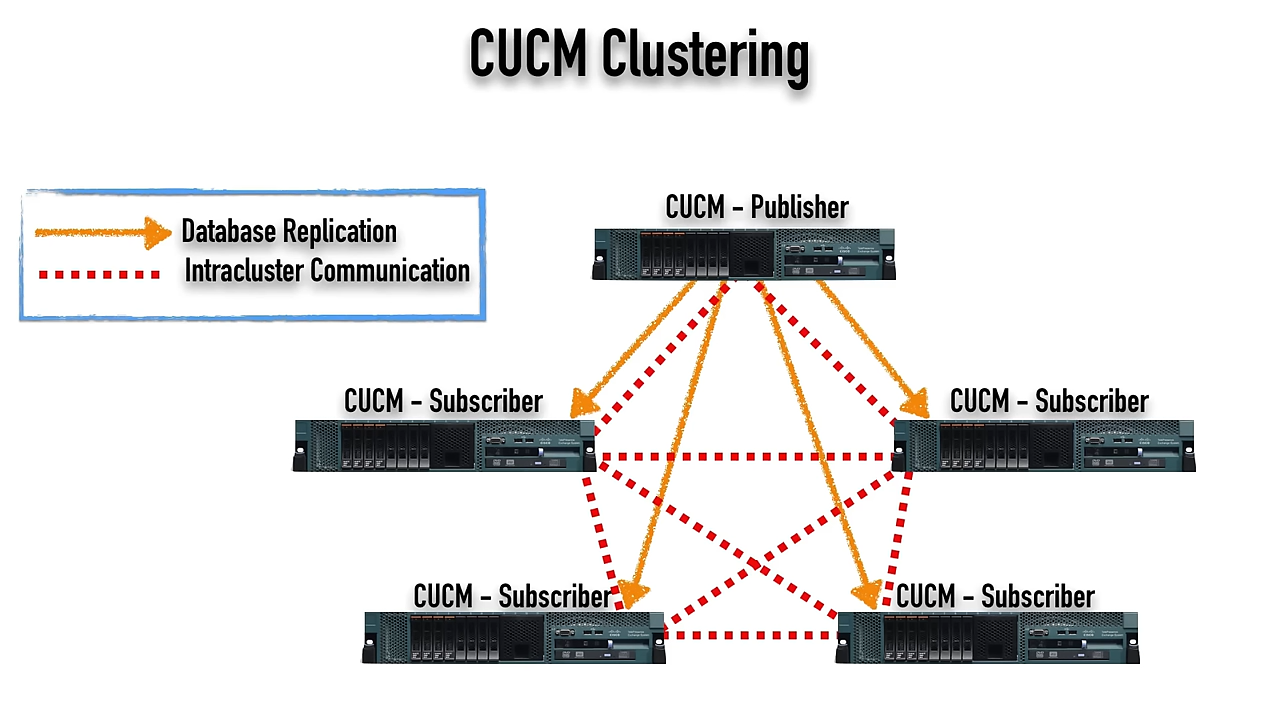 CUCM Clustering
Database Replication
Intracluster Communication
CUCM - Publisher
CUCM - Subscriber
CUCM - Subscriber
CUCM - Subscriber
CUCM - Subscriber